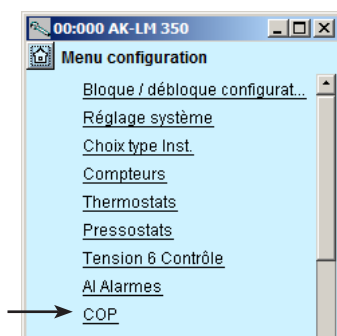 00:000 AK-LM 350
Menu configuration
Bloque / débloque configurat...
Réglage système
Choix type Inst.
Compteurs
Thermostats
Pressostats
Tension 6 Contrôle
AI Alarmes
COP